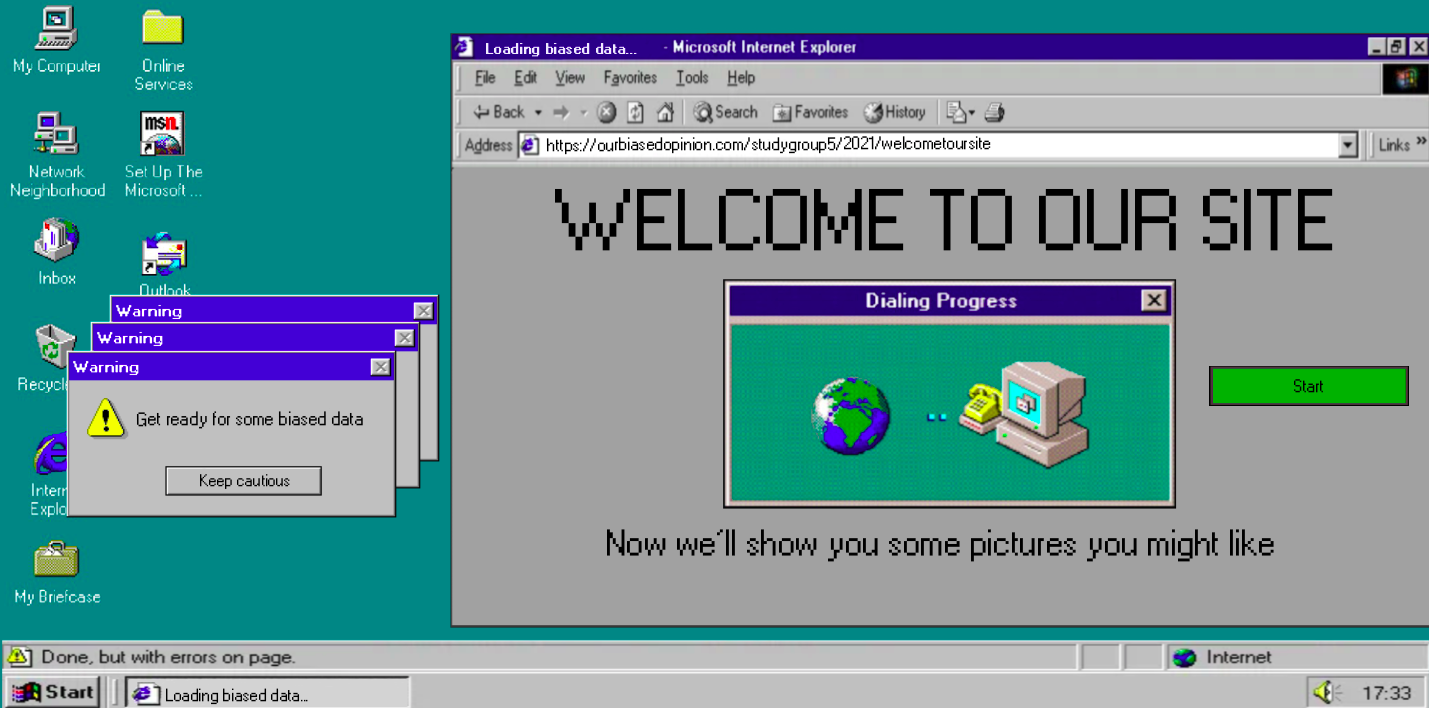 My Computer
Online
Services
Network
Neighborhood
msn.
Set Up The
Microsoft ...
Inbox
Outlook
Warning
Warning
Warning
Get ready for some biased data
Keep cautious
My Briefcase
Loading biased data... - Microsoft Internet Explorer
File Edit View Favorites Tools Help
Back Search Favorites History
Address https://ourbiasedopinion.com/studygroup5/2021/welcometoursite Links »
WELCOME TO OUR SITE
Dialing Progress
Start
Now we'll show you some pictures you might like
Done, but with errors on page. Internet
Start Loading biased data... 17:33